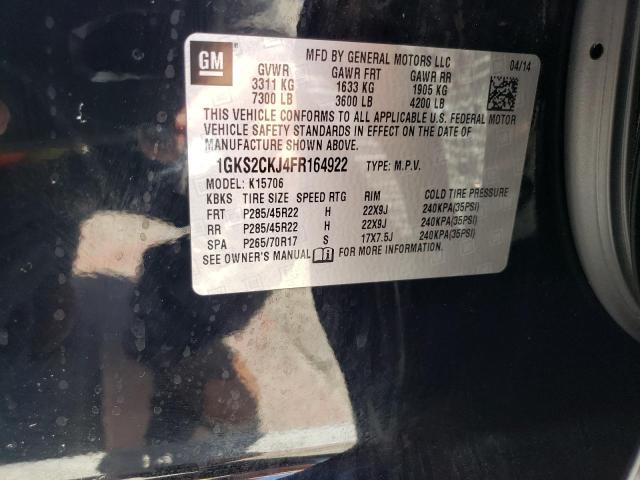 GM
MFD BY GENERAL MOTORS LLC
04/14
GVWR GAWR FRT GAWR RR
3311 KG 1633 KG 1905 KG
7300 LB 3600 LB 4200 LB
THIS VEHICLE CONFORMS TO ALL APPLICABLE U.S. FEDERAL MOTOR
VEHICLE SAFETY STANDARDS IN EFFECT ON THE DATE OF
MANUFACTURE SHOWN ABOVE.
1GKS2CKJ4FR164922 TYPE: M.P.V.
MODEL: K15706
KBKS TIRE SIZE SPEED RTG RIM COLD TIRE PRESSURE
FRT P285/45R22 H 22X9J 240KPA(35PSI)
RR P285/45R22 H 22X9J 240KPA(35PSI)
SPA P265/70R17 S 17X7.5J 240KPA(35PSI)
SEE OWNER'S MANUAL FOR MORE INFORMATION.